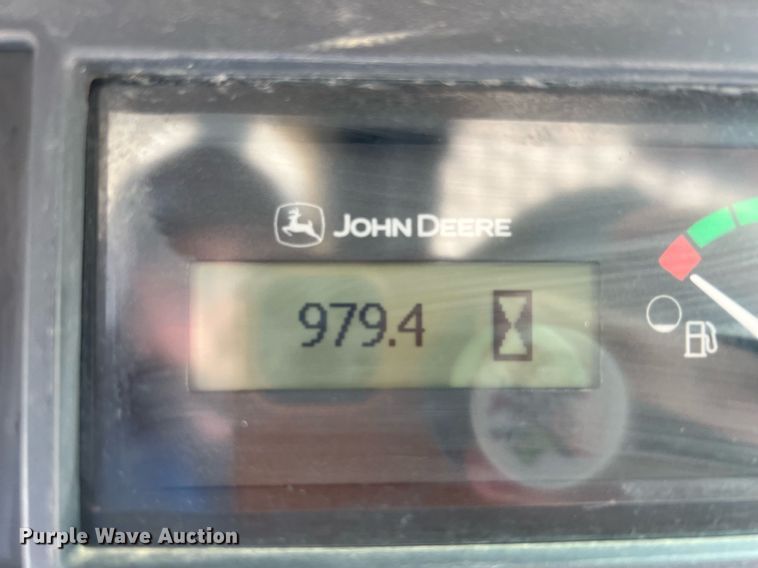 JOHN DEERE
979.4
Purple Wave Auction